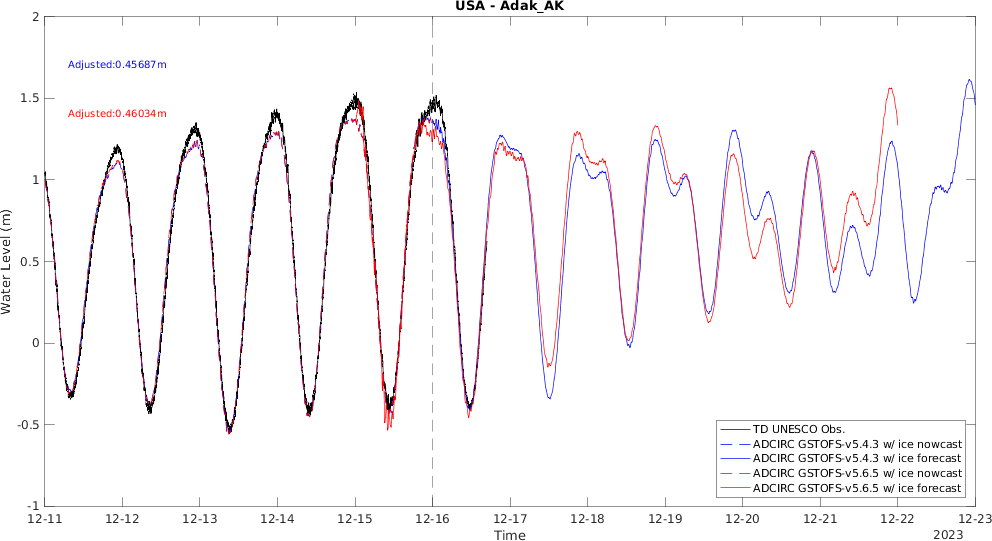 USA - Adak_AK
2
1.5
1
0.5
0
-0.5
-1
Water Level (m)
Adjusted:0.45687m
Adjusted:0.46034m
TD UNESCO Obs.
ADCIRC GSTOFS-v5.4.3 w/ ice nowcast
ADCIRC GSTOFS-v5.4.3 w/ ice forecast
ADCIRC GSTOFS-v5.6.5 w/ ice nowcast
ADCIRC GSTOFS-v5.6.5 w/ ice forecast
12-11 12-12 12-13 12-14 12-15 12-16 12-17 12-18 12-19 12-20 12-21 12-22 12-23
Time
2023